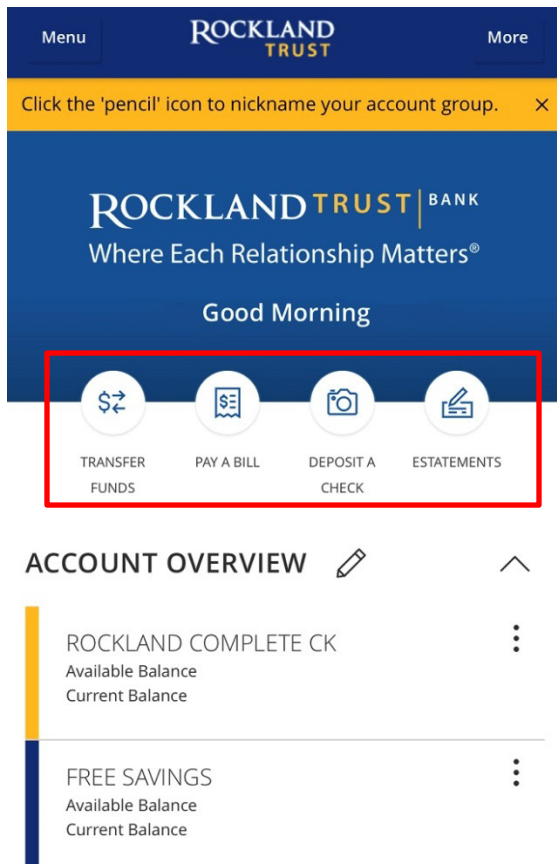 Menu
ROCKLAND
TRUST
More
Click the 'pencil' icon to nickname your account group.
ROCKLAND TRUST BANK
Where Each Relationship Matters®
Good Morning
TRANSFER FUNDS
PAY A BILL
DEPOSIT A CHECK
ESTATEMENTS
ACCOUNT OVERVIEW
ROCKLAND COMPLETE CK
Available Balance
Current Balance
FREE SAVINGS
Available Balance
Current Balance